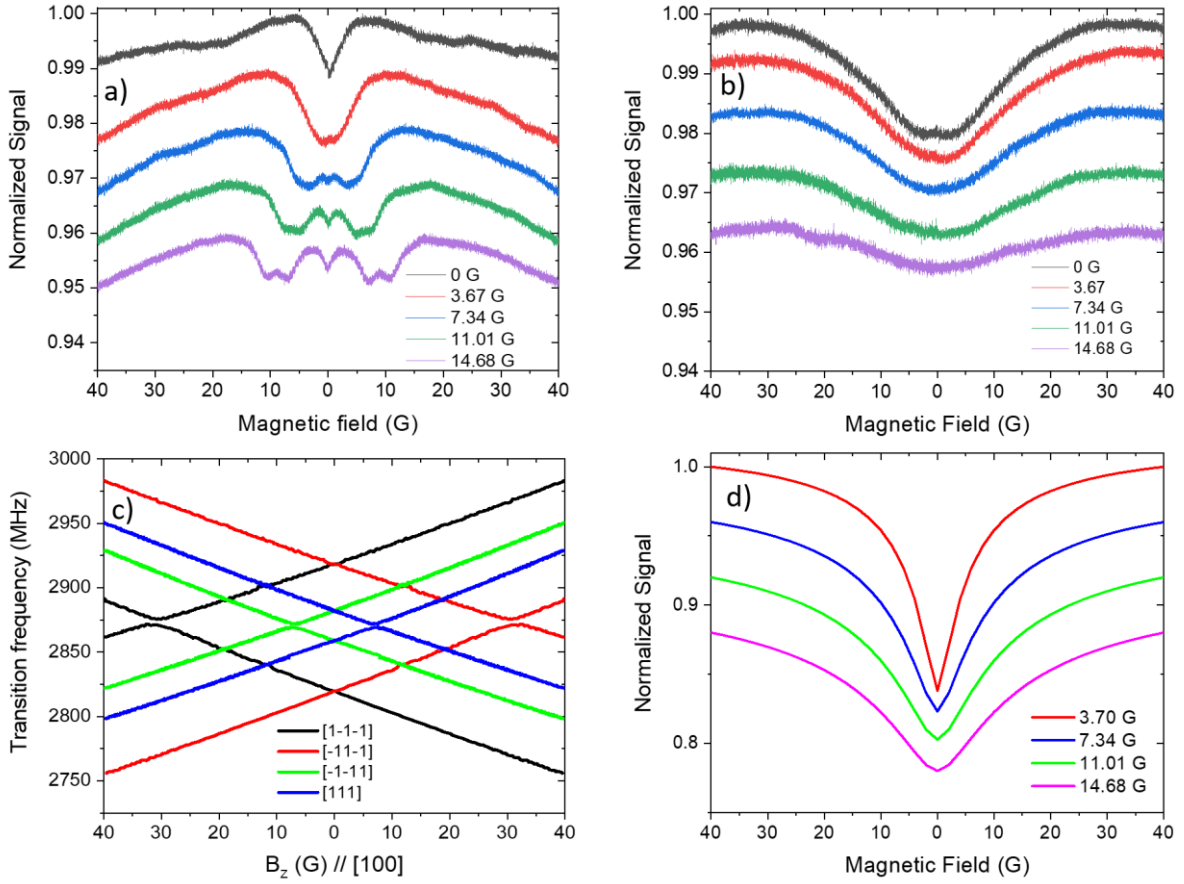 a)
1.00
0.99
0.98
0.97
0.96
0.95
0.94
Normalized Signal
0 G
3.67 G
7.34 G
11.01 G
14.68 G
40 30 20 10 0 10 20 30 40
Magnetic field (G)
b)
1.00
0.99
0.98
0.97
0.96
0.95
0.94
Normalized Signal
0 G
3.67
7.34 G
11.01 G
14.68 G
40 30 20 10 0 10 20 30 40
Magnetic Field (G)
c)
3000
2950
2900
2850
2800
2750
Transition frequency (MHz)
[1-1-1]
[-11-1]
[-1-11]
[111]
40 30 20 10 0 10 20 30 40
Bz (G) // [100]
d)
1.0
0.9
0.8
Normalized Signal
3.70 G
7.34 G
11.01 G
14.68 G
40 30 20 10 0 10 20 30 40
Magnetic Field (G)